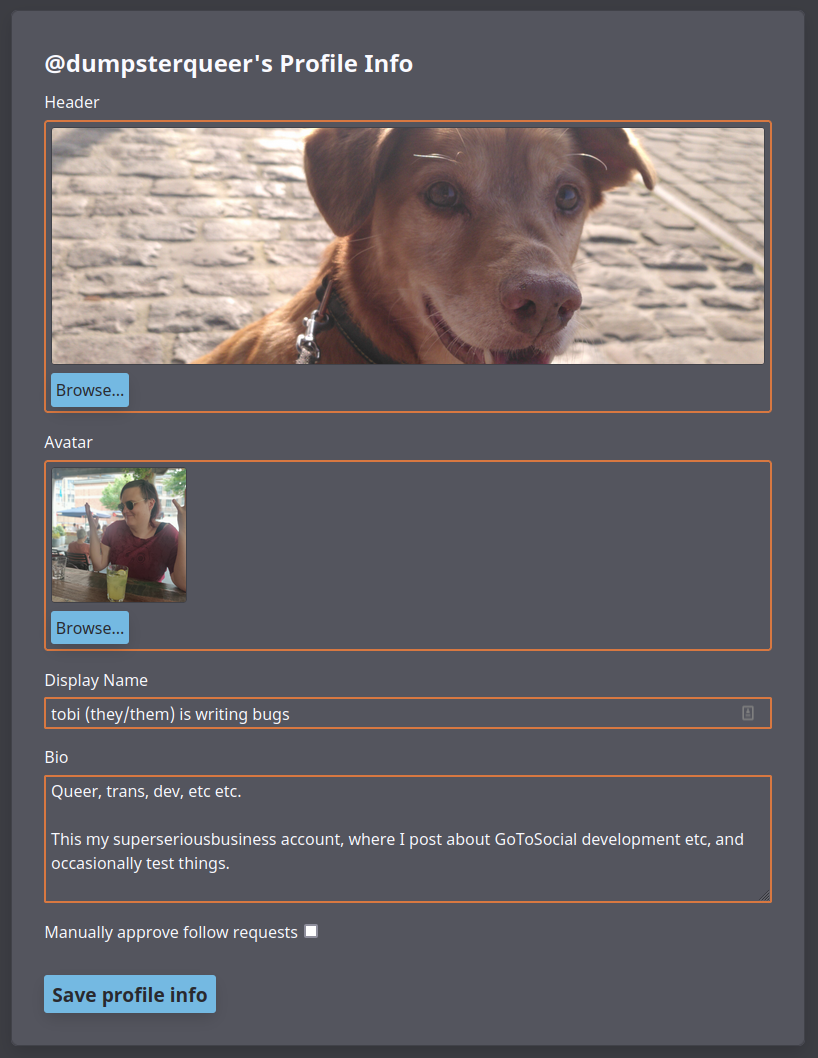 @dumpsterqueer's Profile Info
Header
Browse...
Avatar
Browse...
Display Name
tobi (they/them) is writing bugs
Bio
Queer, trans, dev, etc etc.
This my superseriousbusiness account, where I post about GoToSocial development etc, and
occasionally test things.
Manually approve follow requests
Save profile info